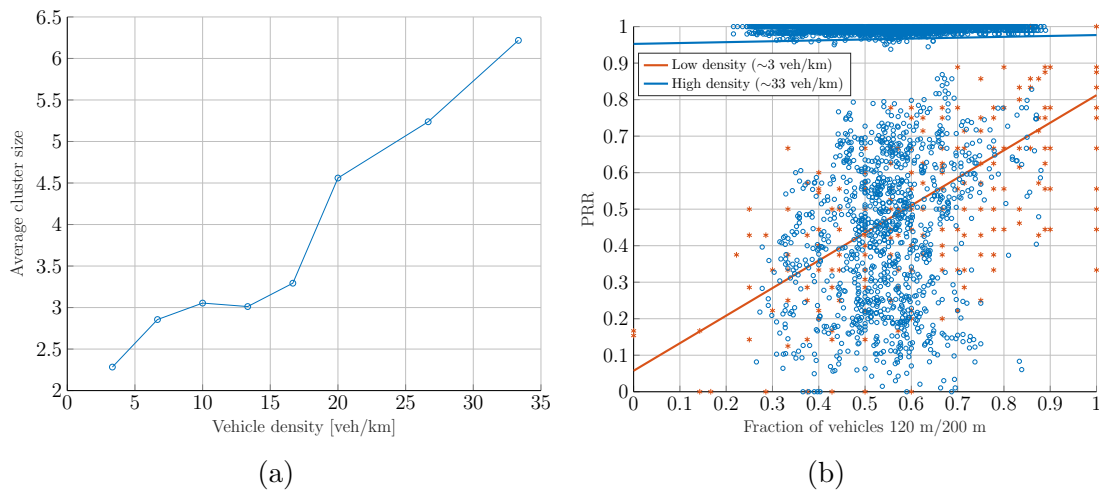 6.5
6
5.5
5
4.5
4
3.5
3
2.5
2
0 5 10 15 20 25 30 35
Average cluster size
Vehicle density [veh/km]
(a)
1
0.9
0.8
0.7
0.6
0.5
0.4
0.3
0.2
0.1
0
0 0.1 0.2 0.3 0.4 0.5 0.6 0.7 0.8 0.9 1
PRR
Low density (~3 veh/km)
High density (~33 veh/km)
Fraction of vehicles 120 m/200 m
(b)